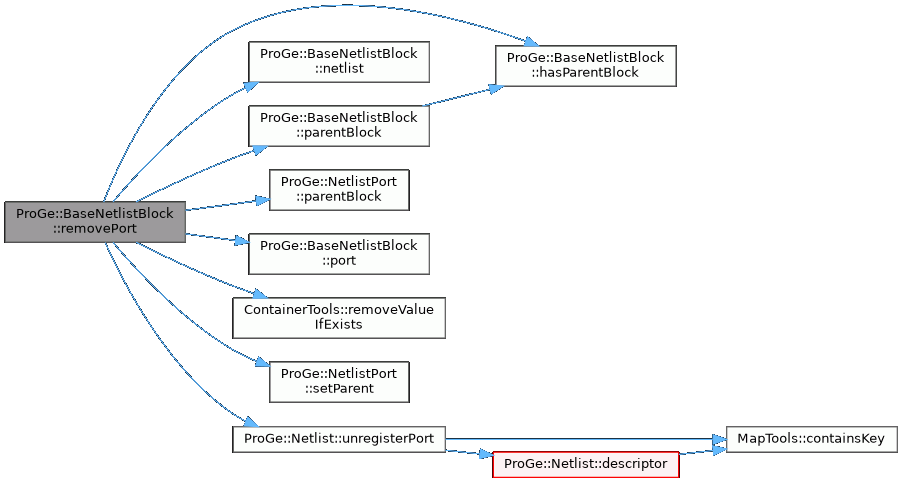 ProGe::BaseNetlistBlock
::removePort
ProGe::BaseNetlistBlock
::netlist
ProGe::BaseNetlistBlock
::hasParentBlock
ProGe::BaseNetlistBlock
::parentBlock
ProGe::NetlistPort
::parentBlock
ProGe::BaseNetlistBlock
::port
ContainerTools::removeValue
IfExists
ProGe::NetlistPort
::setParent
ProGe::Netlist::unregisterPort
MapTools::containsKey
ProGe::Netlist::descriptor